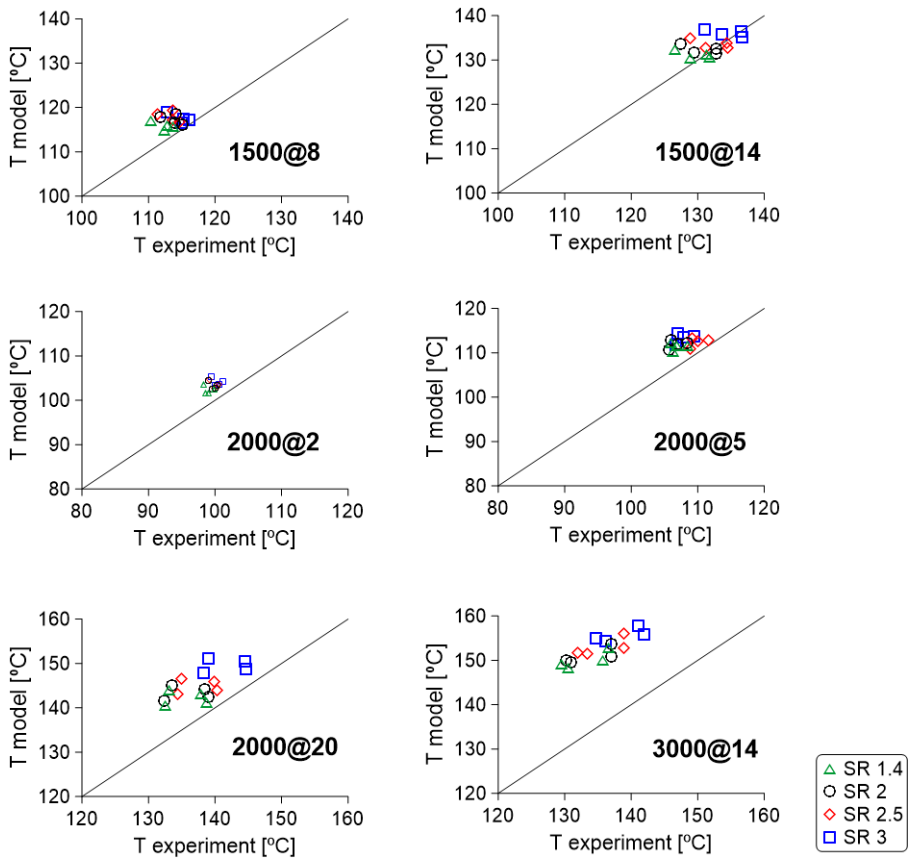 140
130
120
110
100
T model [ºC]
1500@8
100 110 120 130 140
T experiment [ºC]
140
130
120
110
100
T model [ºC]
1500@14
100 110 120 130 140
T experiment [ºC]
120
110
100
90
80
T model [ºC]
2000@2
80 90 100 110 120
T experiment [ºC]
120
110
100
90
80
T model [ºC]
2000@5
80 90 100 110 120
T experiment [ºC]
160
150
140
130
120
T model [ºC]
2000@20
120 130 140 150 160
T experiment [ºC]
160
150
140
130
120
T model [ºC]
3000@14
120 130 140 150 160
T experiment [ºC]
SR 1.4
SR 2
SR 2.5
SR 3